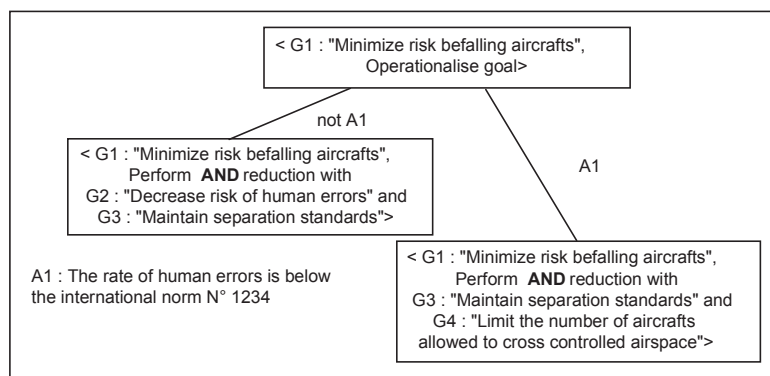 < G1 : "Minimize risk befalling aircrafts",
Operationalise goal>
not A1
A1
< G1 : "Minimize risk befalling aircrafts",
Perform AND reduction with
G2 : "Decrease risk of human errors" and
G3 : "Maintain separation standards">
< G1 : "Minimize risk befalling aircrafts",
Perform AND reduction with
G3 : "Maintain separation standards" and
G4 : "Limit the number of aircrafts
allowed to cross controlled airspace">
A1 : The rate of human errors is below
the international norm N° 1234